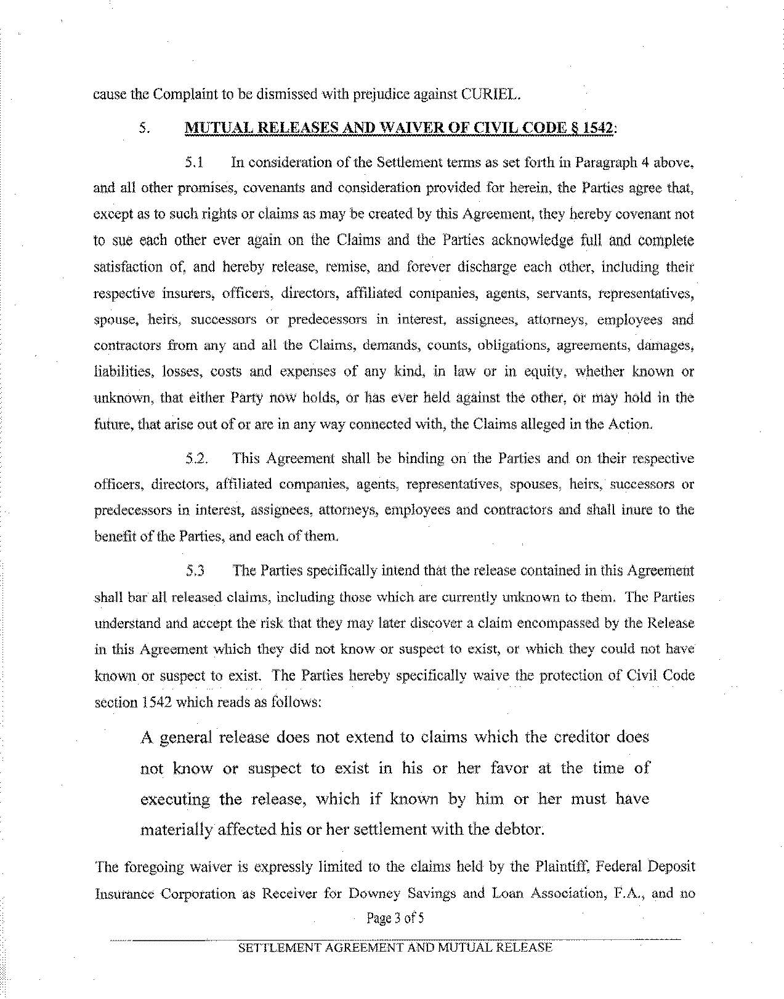 cause the Complaint to be dismissed with prejudice against CURIEL.
5. MUTUAL RELEASES AND WAIVER OF CIVIL CODE § 1542:
5.1 In consideration of the Settlement terms as set forth in Paragraph 4 above,
and all other promises, covenants and consideration provided for herein, the Parties agree that,
except as to such rights or claims as may be created by this Agreement, they hereby covenant not
to sue each other ever again on the Claims and the Parties acknowledge full and complete
satisfaction of, and hereby release, remise, and forever discharge each other, including their
respective insurers, officers, directors, affiliated companies, agents, servants, representatives,
spouse, heirs, successors or predecessors in interest, assignees, attorneys, employees and
contractors from any and all the Claims, demands, counts, obligations, agreements, damages,
liabilities, losses, costs and expenses of any kind, in law or in equity, whether known or
unknown, that either Party now holds, or has ever held against the other, or may hold in the
future, that arise out of or are in any way connected with, the Claims alleged in the Action.
5.2. This Agreement shall be binding on the Parties and on their respective
officers, directors, affiliated companies, agents, representatives, spouses, heirs, successors or
predecessors in interest, assignees, attorneys, employees and contractors and shall inure to the
benefit of the Parties, and each of them.
5.3 The Parties specifically intend that the release contained in this Agreement
shall bar all released claims, including those which are currently unknown to them. The Parties
understand and accept the risk that they may later discover a claim encompassed by the Release
in this Agreement which they did not know or suspect to exist, or which they could not have
known or suspect to exist. The Parties hereby specifically waive the protection of Civil Code
section 1542 which reads as follows:
A general release does not extend to claims which the creditor does
not know or suspect to exist in his or her favor at the time of
executing the release, which if known by him or her must have
materially affected his or her settlement with the debtor.
The foregoing waiver is expressly limited to the claims held by the Plaintiff, Federal Deposit
Insurance Corporation as Receiver for Downey Savings and Loan Association, F.A., and no
Page 3 of 5
SETTLEMENT AGREEMENT AND MUTUAL RELEASE